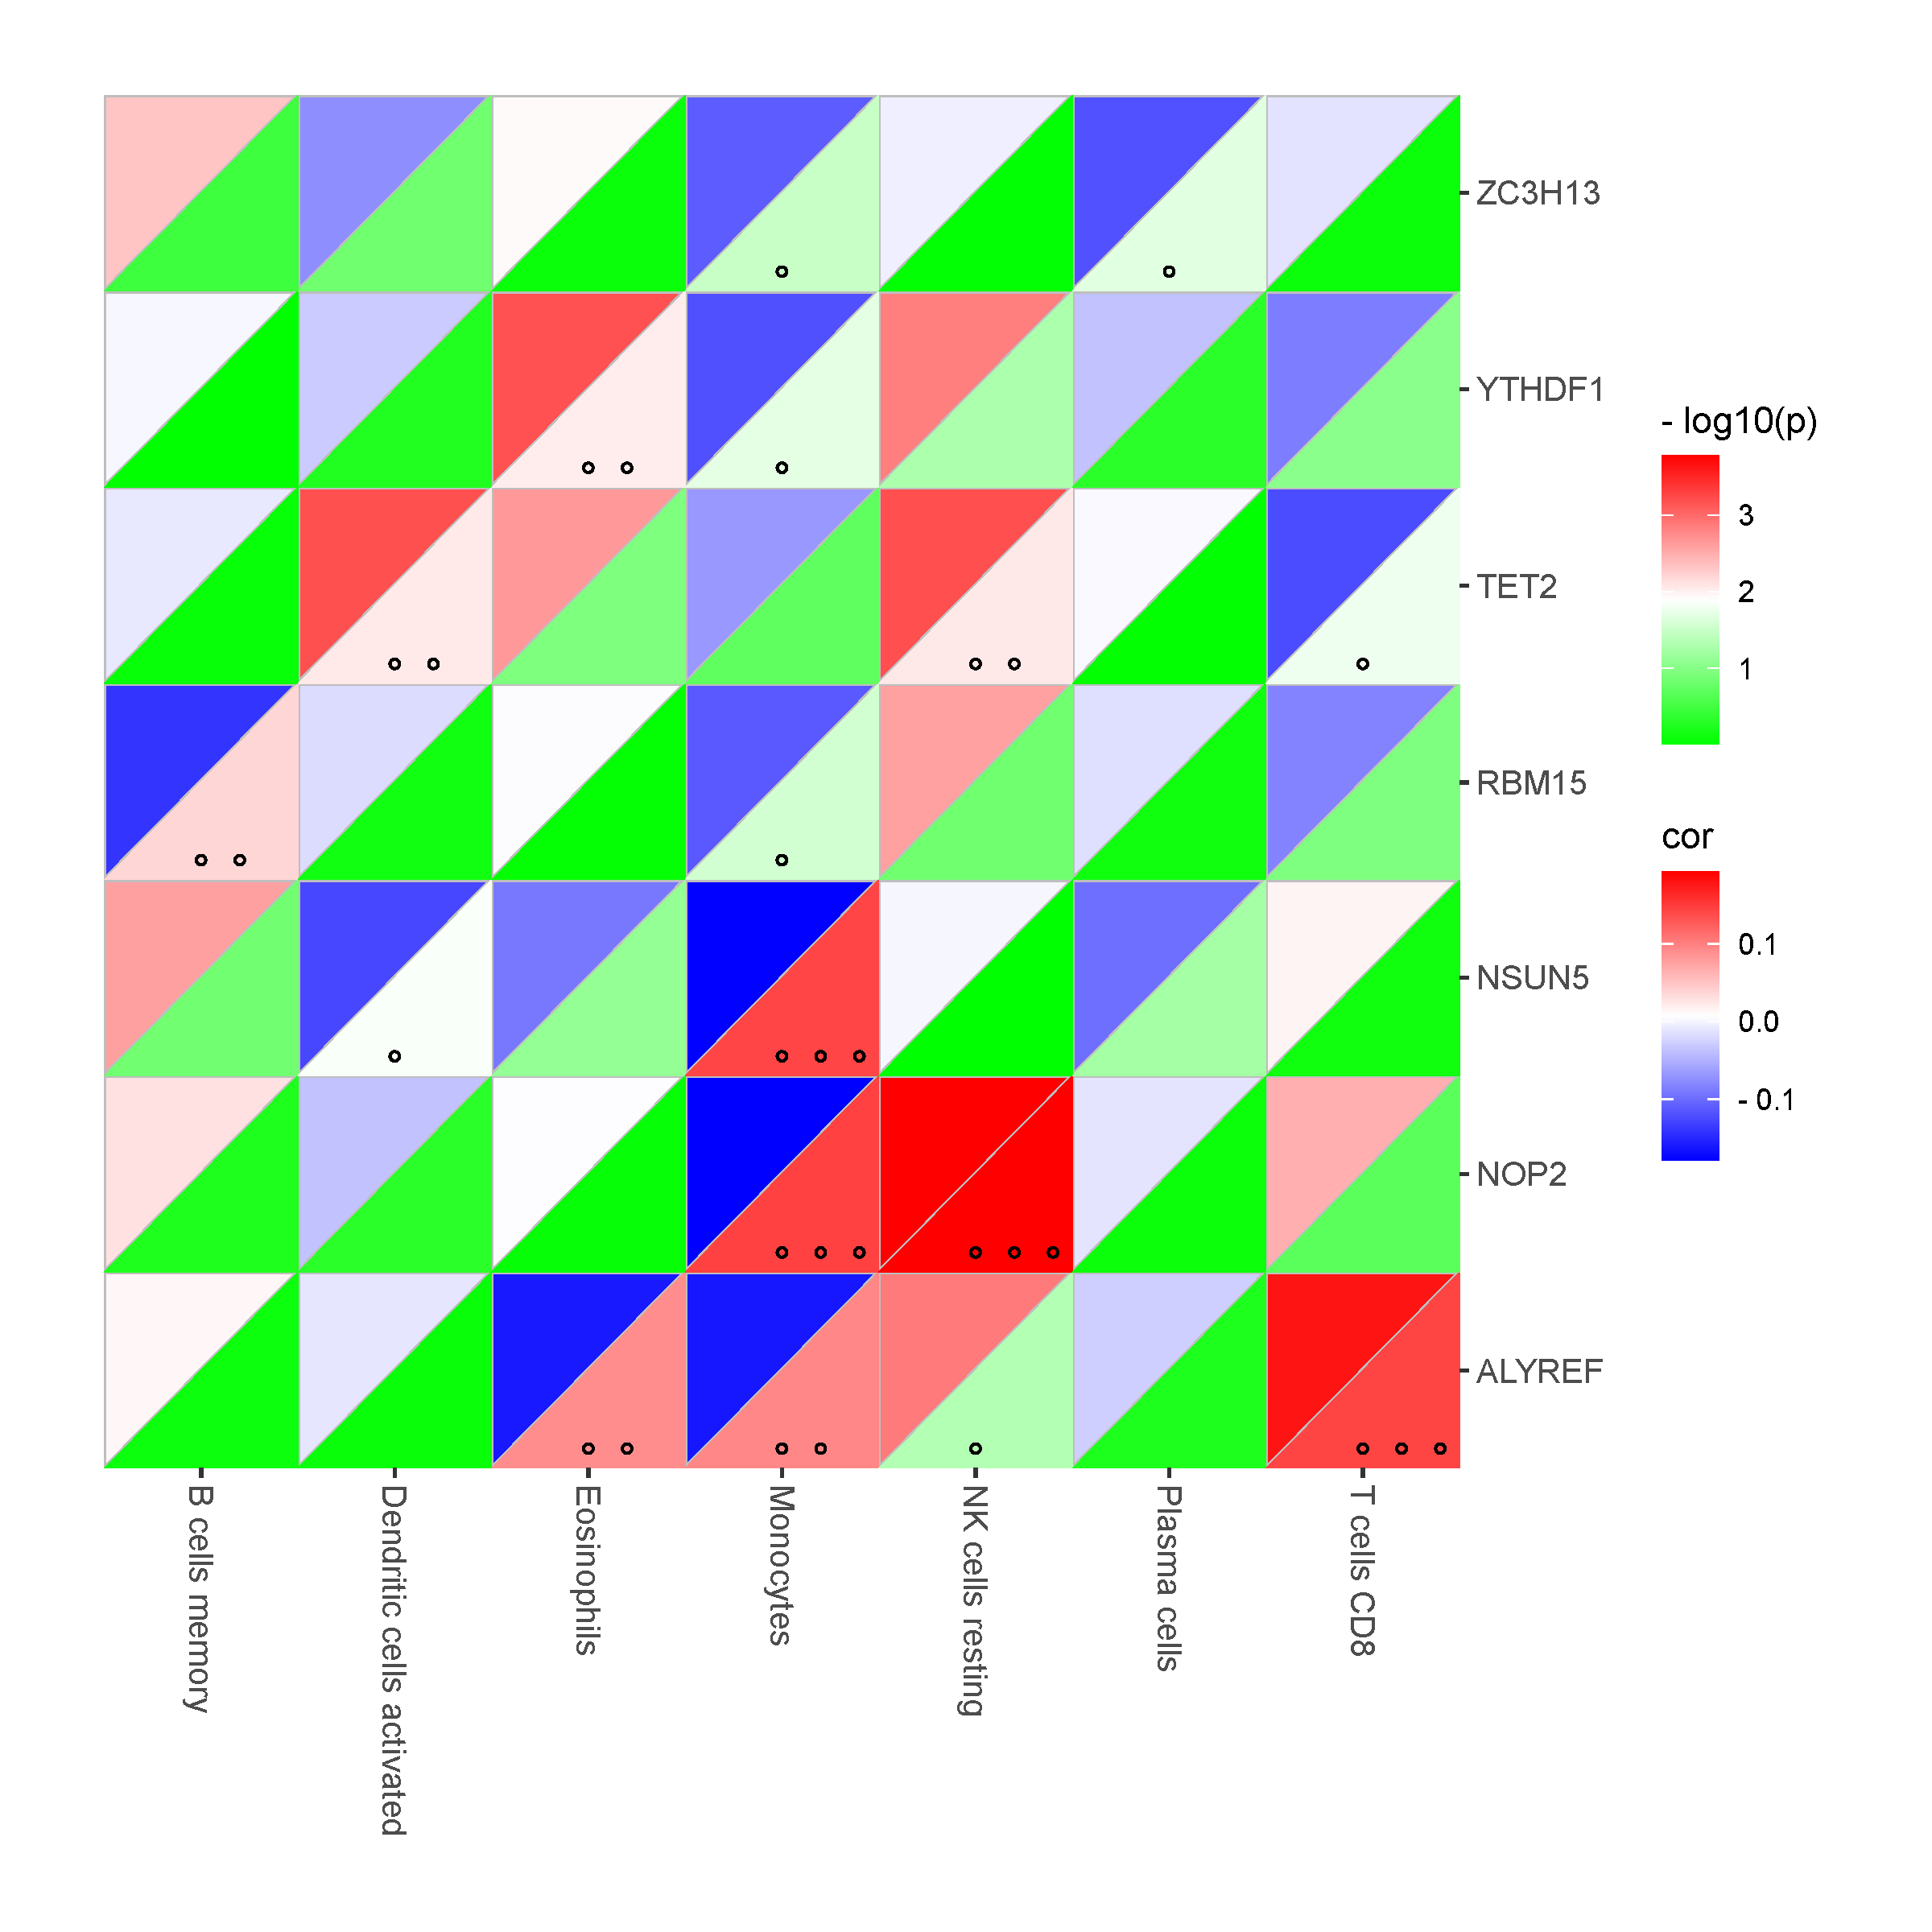 ZC3H13
YTHDF1
TET2
RBM15
NSUN5
NOP2
ALYREF
B cells memory
Dendritic cells activated
Eosinophils
Monocytes
NK cells resting
Plasma cells
T cells CD8
- log10(p)
3
2
1
cor
0.1
0.0
- 0.1